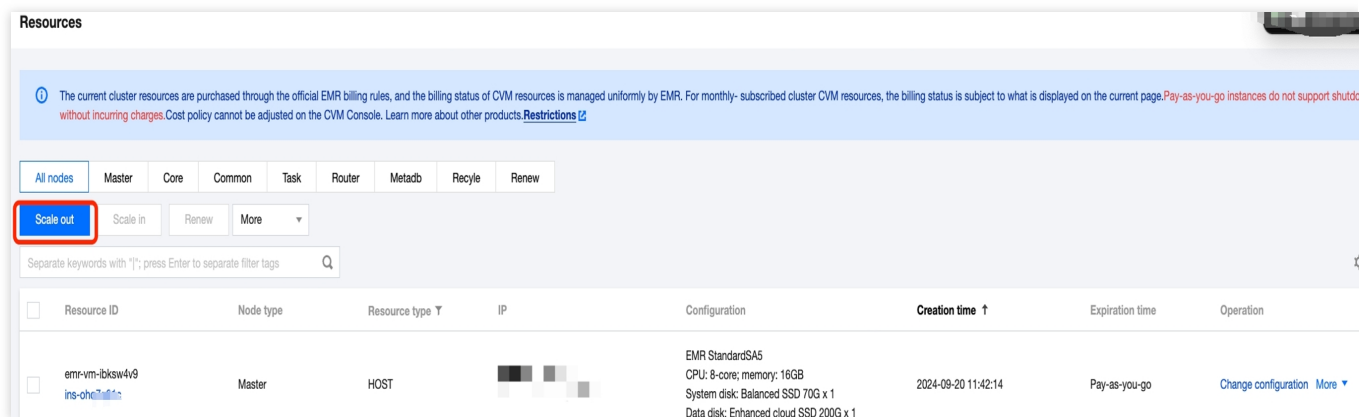 Resources
The current cluster resources are purchased through the official EMR billing rules, and the billing status of CVM resources is managed uniformly by EMR. For monthly- subscribed cluster CVM resources, the billing status is subject to what is displayed on the current page.Pay-as-you-go instances do not support
without incurring charges.Cost policy cannot be adjusted on the CVM Console. Learn more about other products.Restrictions
All nodes Master Core Common Task Router Metadb Recyle Renew
Scale out Scale in Renew More
Separate keywords with "|"; press Enter to separate filter tags
Resource ID Node type Resource type IP Configuration Creation time ↑ Expiration time Operation
EMR StandardSA5
emr-vm-ibksw4v9 CPU: 8-core; memory: 16GB
Master HOST 2024-09-20 11:42:14 Pay-as-you-go Change configuration More
System disk: Balanced SSD 70G x 1
Data disk: Enhanced cloud SSD 200G x 1